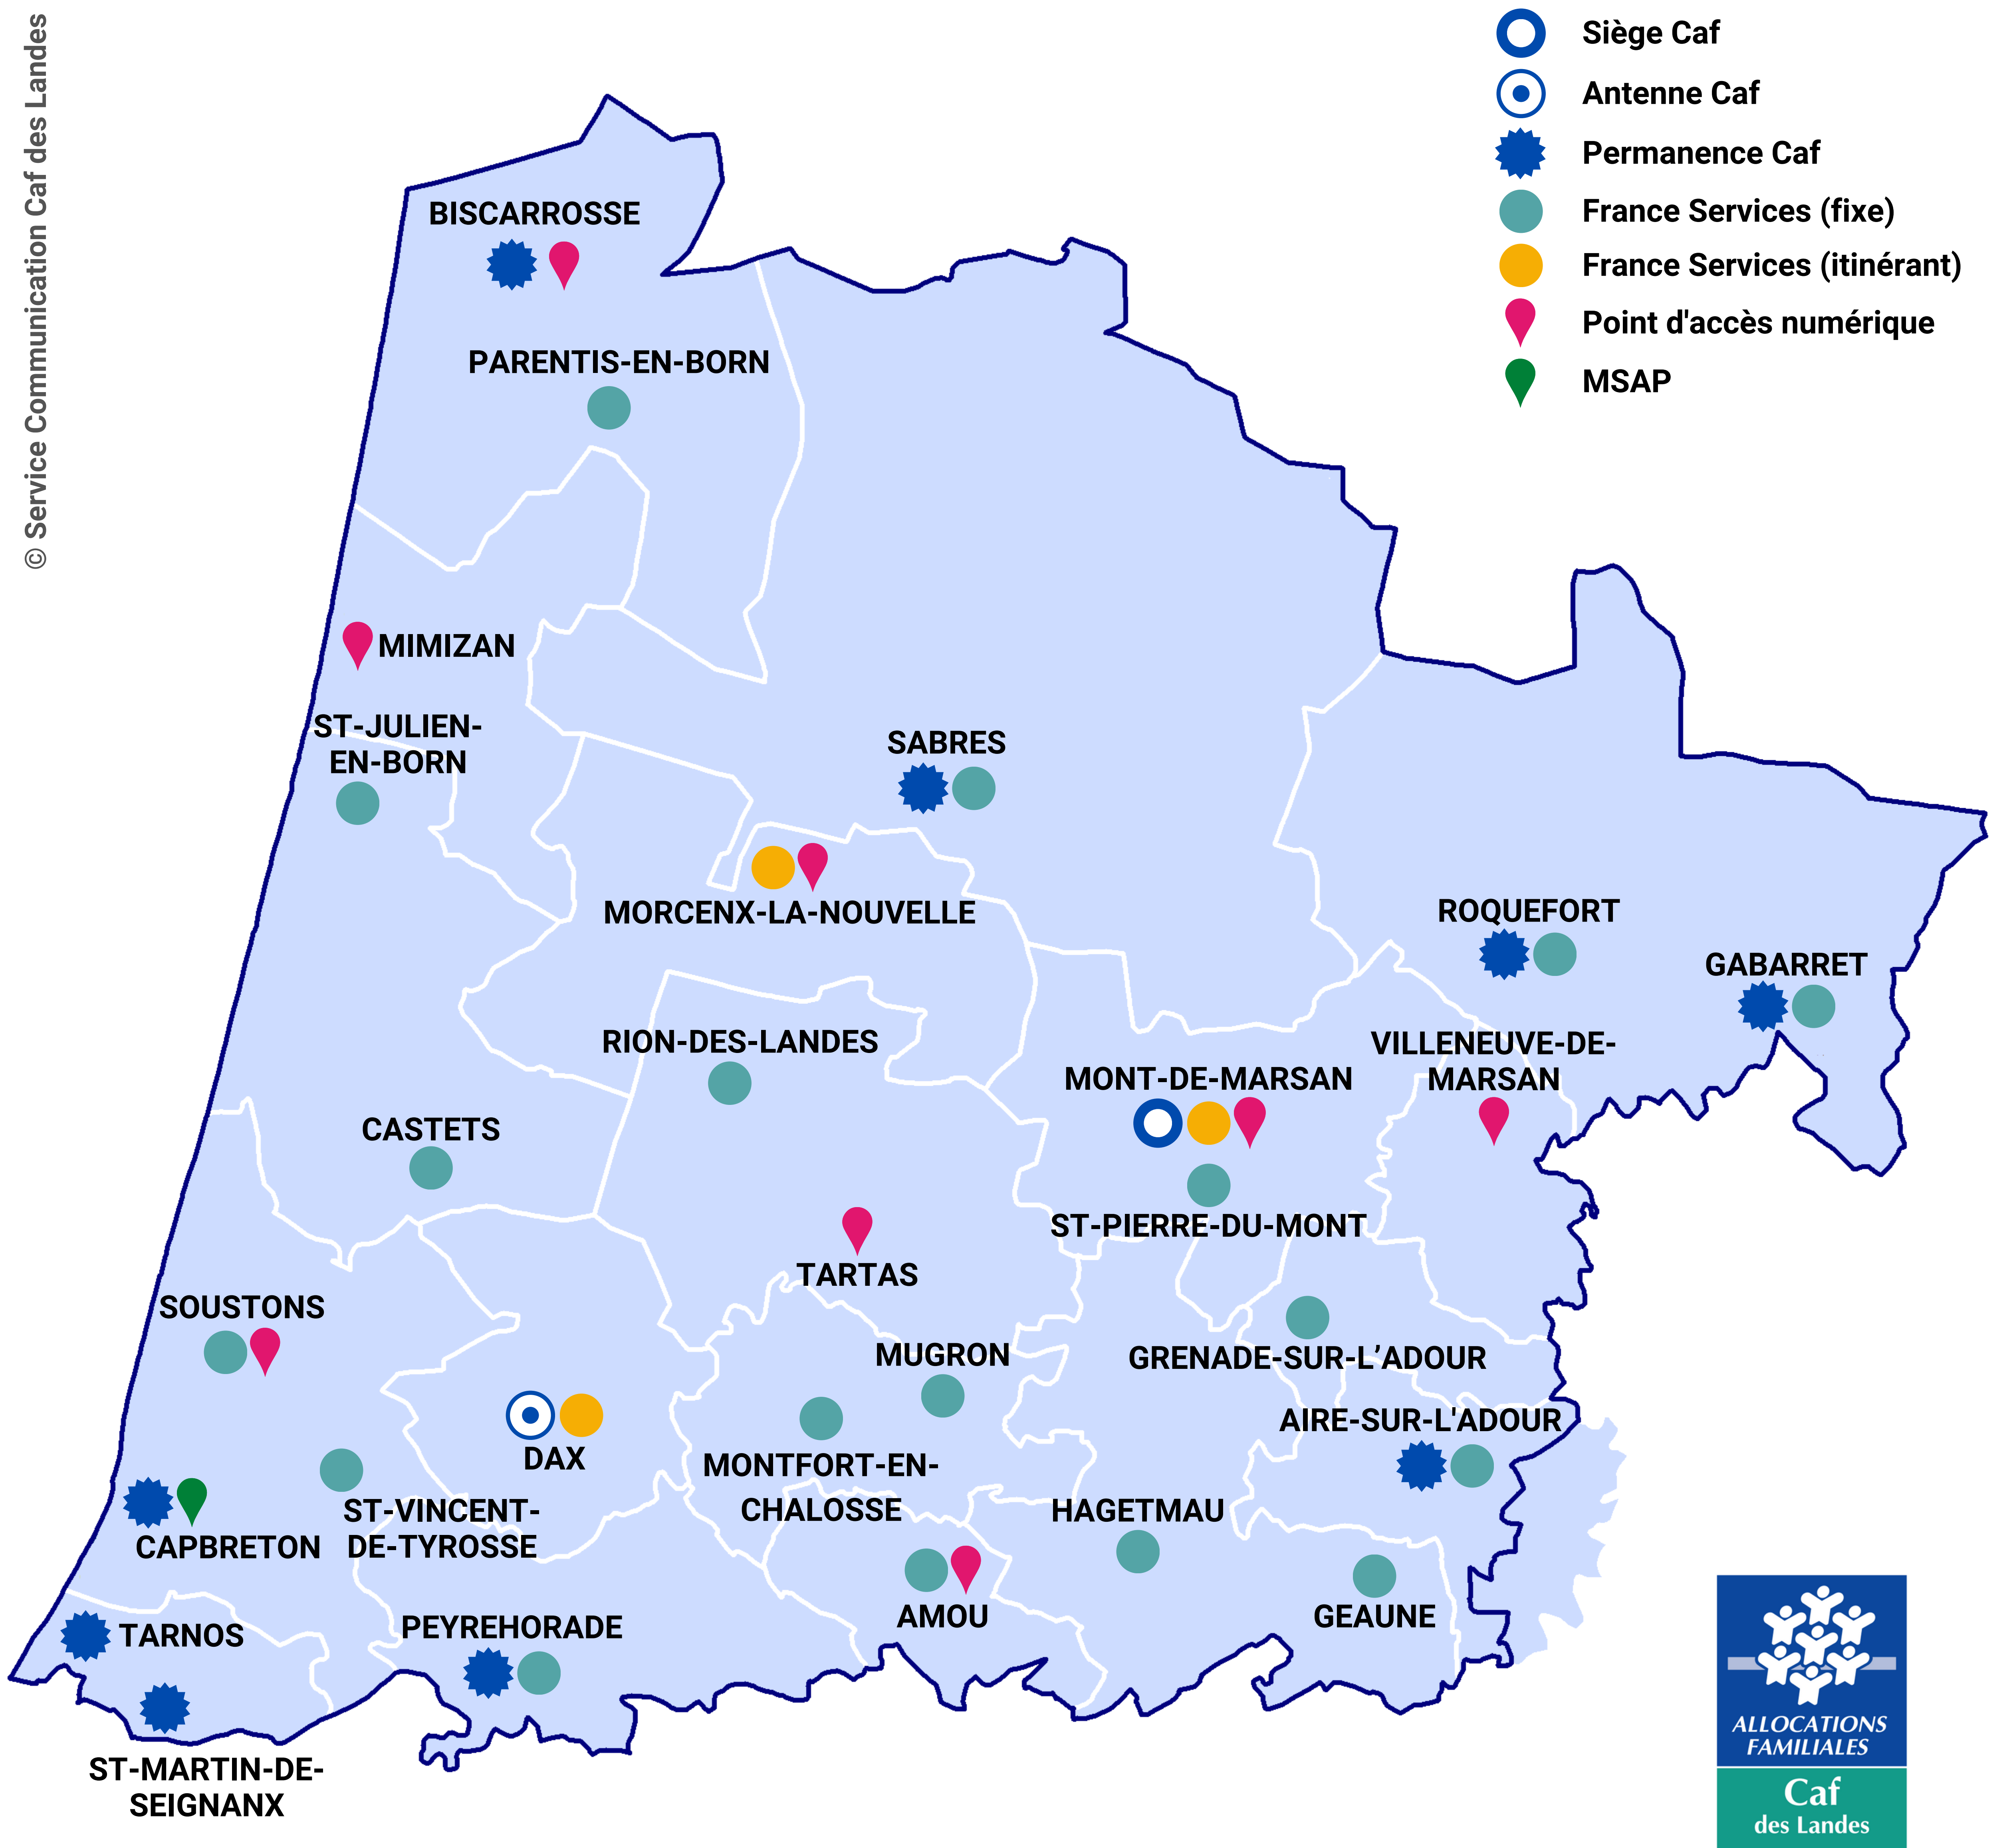 © Service Communication Caf des Landes
Siège Caf
Antenne Caf
Permanence Caf
France Services (fixe)
France Services (itinérant)
Point d'accès numérique
MSAP
BISCARROSSE
PARENTIS-EN-BORN
MIMIZAN
ST-JULIEN-
EN-BORN
SABRES
MORCENX-LA-NOUVELLE
ROQUEFORT
GABARRET
RION-DES-LANDES
VILLENEUVE-DE-
MARSAN
MONT-DE-MARSAN
CASTETS
ST-PIERRE-DU-MONT
TARTAS
SOUSTONS
MUGRON
GRENADE-SUR-L’ADOUR
AIRE-SUR-L'ADOUR
DAX
MONTFORT-EN-
CHALOSSE
HAGETMAU
ST-VINCENT-
DE-TYROSSE
CAPBRETON
AMOU
GEAUNE
TARNOS
PEYREHORADE
ST-MARTIN-DE-
SEIGNANX
ALLOCATIONS
FAMILIALES
Caf
des Landes